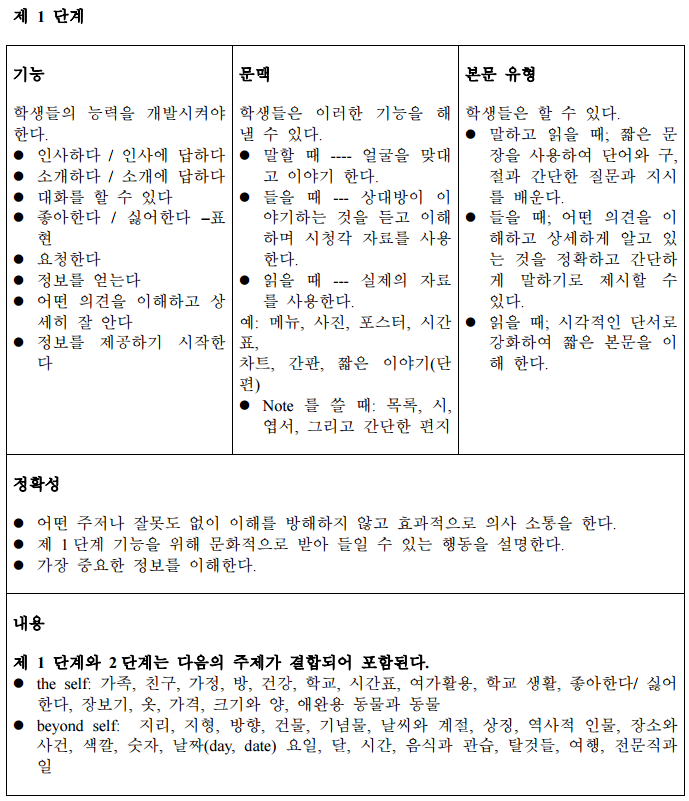 제 1 단계
기능
학생들의 능력을 개발시켜야
한다.
● 인사하다 / 인사에 답하다
● 소개하다 / 소개에 답하다
● 대화를 할 수 있다
● 좋아한다 / 싫어한다 –표
현
● 요청한다
● 정보를 얻는다
● 어떤 의견을 이해하고 상
세히 잘 안다
● 정보를 제공하기 시작한
다
문맥
학생들은 이러한 기능을 해
낼 수 있다.
● 말할 때 ---- 얼굴을 맞대
고 이야기 한다.
● 들을 때 --- 상대방이 이
야기하는 것을 듣고 이해
하며 시청각 자료를 사용
한다.
● 읽을 때 --- 실제의 자료
를 사용한다.
예: 메뉴, 사진, 포스터, 시간
표,
차트, 간판, 짧은 이야기(단
편)
● Note 를 쓸 때: 목록, 시,
엽서, 그리고 간단한 편지
본문 유형
학생들은 할 수 있다.
● 말하고 읽을 때; 짧은 문
장을 사용하여 단어와 구,
절과 간단한 질문과 지시
를 배운다.
● 들을 때; 어떤 의견을 이
해하고 상세하게 알고 있
는 것을 정확하고 간단하
게 말하기로 제시할 수
있다.
● 읽을 때; 시각적인 단서로
강화하여 짧은 본문을 이
해 한다.
정확성
● 어떤 주저나 잘못도 없이 이해를 방해하지 않고 효과적으로 의사 소통을 한다.
● 제 1 단계 기능을 위해 문화적으로 받아 들일 수 있는 행동을 설명한다.
● 가장 중요한 정보를 이해한다.
내용
제 1 단계와 2 단계는 다음의 주제가 결합되어 포함된다.
● the self: 가족, 친구, 가정, 방, 건강, 학교, 시간표, 여가활용, 학교 생활, 좋아한다/ 싫어
한다, 장보기, 옷, 가격, 크기와 양, 애완용 동물과 동물
● beyond self: 지리, 지형, 방향, 건물, 기념물, 날씨와 계절, 상징, 역사적 인물, 장소와
사건, 색깔, 숫자, 날짜(day, date) 요일, 달, 시간, 음식과 관습, 탈것들, 여행, 전문직과
일